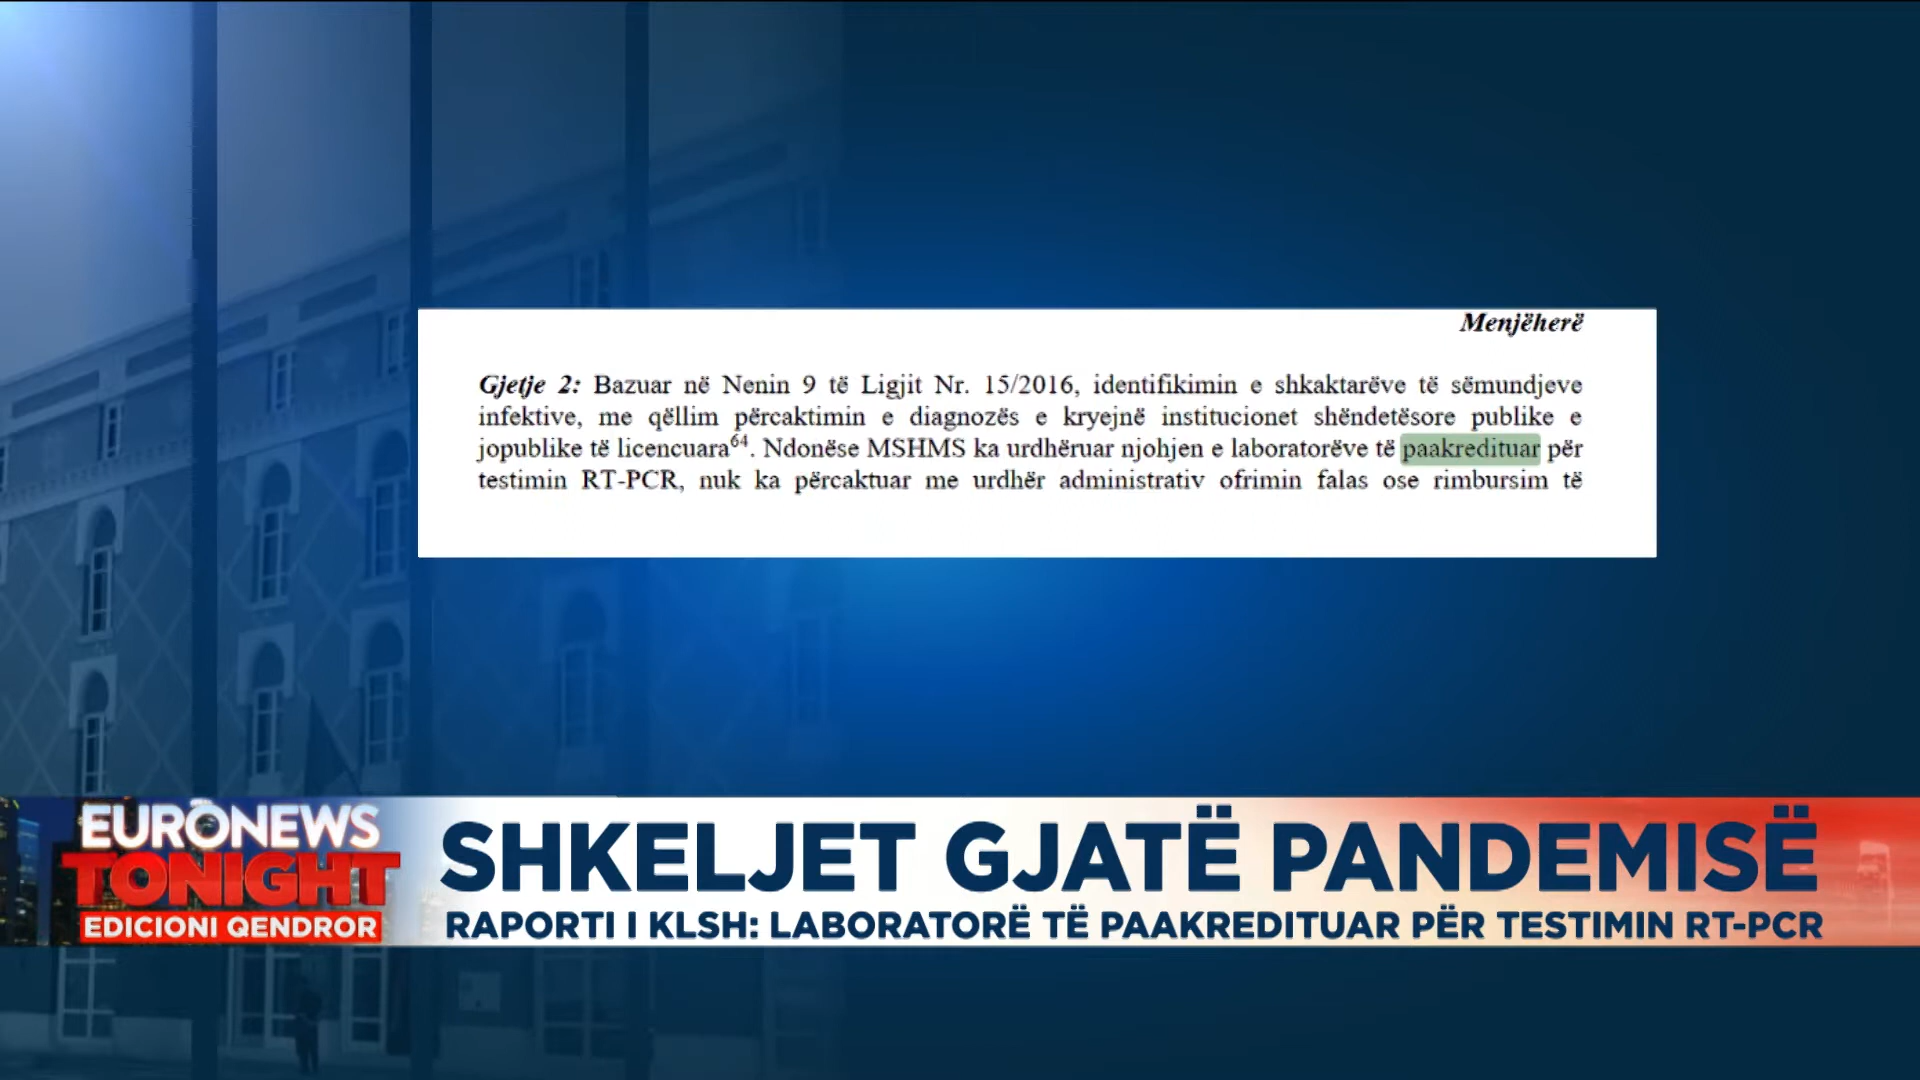 Menjëherë
Gjetje 2: Bazuar në Nenin 9 të Ligjit Nr. 15/2016, identifikimin e shkaktarëve të sëmundjeve
infektive, me qëllim përcaktimin e diagnozës e kryejnë institucionet shëndetësore publike e
jopublike të licencuara64. Ndonëse MSHMS ka urdhëruar njohjen e laboratorëve të paakredituar për
testimin RT-PCR, nuk ka përcaktuar me urdhër administrativ ofrimin falas ose rimbursim të
EURONEWS
TONIGHT
EDICIONI QENDROR
SHKELJET GJATË PANDEMISË
RAPORTI I KLSH: LABORATORË TË PAAKREDITUAR PËR TESTIMIN RT-PCR